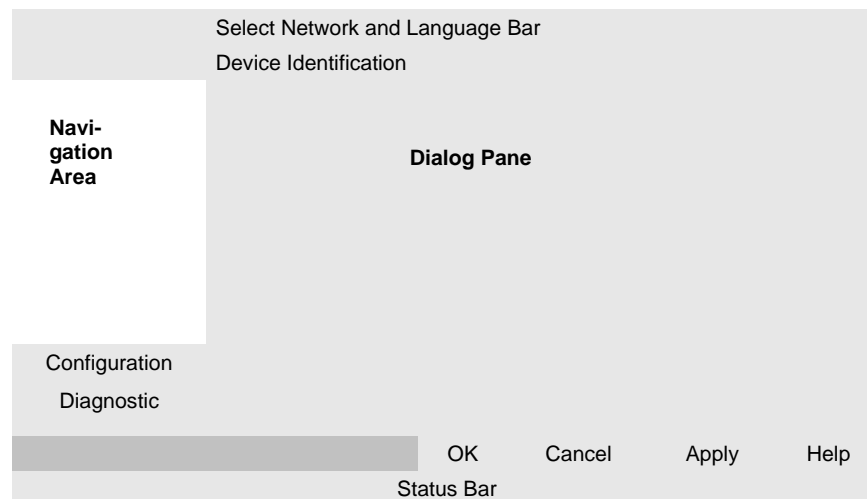 Select Network and Language Bar
Device Identification
Navi-
gation
Area
Dialog Pane
Configuration
Diagnostic
OK Cancel Apply Help
Status Bar